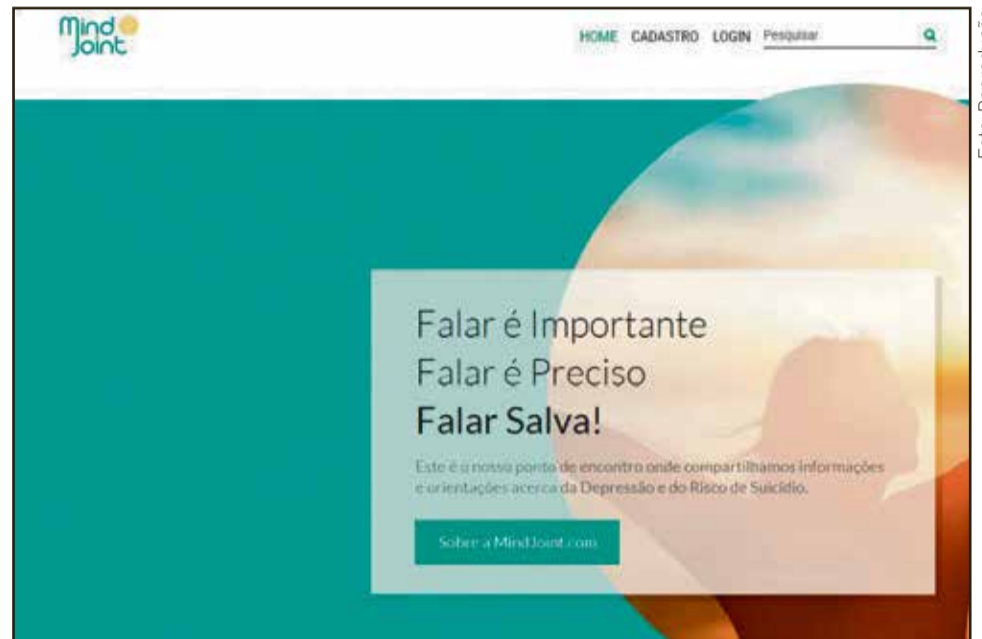 Mind
Joint
HOME CADASTRO LOGIN Pesquisar
Falar é Importante
Falar é Preciso
Falar Salva!
Este é o nosso ponto de encontro onde compartilhamos informações
e orientações acerca da Depressão e do Risco de Suicídio.
Sobre a MindJoint.com